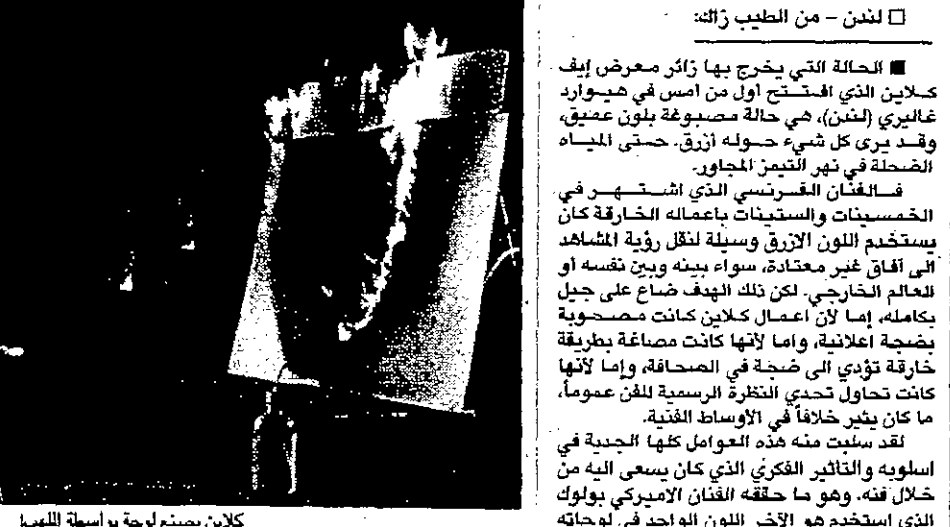 □ لندن – من الطيب زاك:
■ الحالة التي يخرج بها زائر معرض إيف
كلاين الذي افتتح أول من أمس في هيوارد
غاليري (لندن)، هي حالة مصبوغة بلون عميق،
وقد يرى كل شيء حوله أزرق. حتى المياه
الضحلة في نهر التيمز المجاور.
فالفنان الفرنسي الذي اشتهر في
الخمسينات والستينات باعماله الخارقة كان
يستخدم اللون الازرق وسيلة لنقل رؤية المشاهد
الى آفاق غير معتادة، سواء بينه وبين نفسه أو
العالم الخارجي. لكن ذلك الهدف ضاع على جيل
بكامله، إما لأن اعمال كلاين كانت مصحوبة
بضجة اعلانية، وإما لأنها كانت مصاغة بطريقة
خارقة تؤدي الى ضجة في الصحافة، وإما لأنها
كانت تحاول تحدي النظرة الرسمية للفن عموماً،
ما كان يثير خلافاً في الأوساط الفنية.
لقد سلبت منه هذه العوامل كلها الجدية في
اسلوبه والتاثير الفكري الذي كان يسعى اليه من
خلال فنه. وهو ما حققه الفنان الاميركي بولوك
الذي استخدم هو الآخر اللون الواحد في لوحاته
كلاين يصنع لوحة بواسطة اللهب!